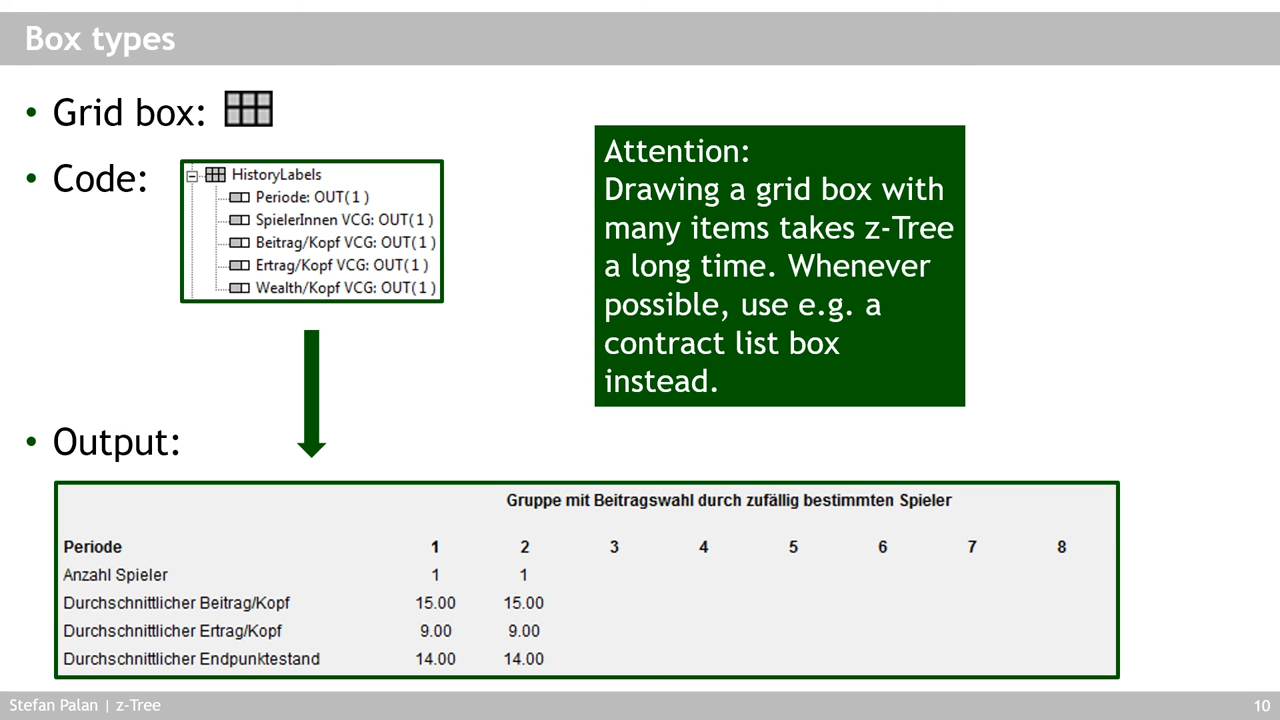 Box types
• Grid box:
• Code:
HistoryLabels
Periode: OUT( 1 )
SpielerInnen VCG: OUT( 1 )
Beitrag/Kopf VCG: OUT( 1 )
Ertrag/Kopf VCG: OUT( 1 )
Wealth/Kopf VCG: OUT( 1 )
Attention:
Drawing a grid box with
many items takes z-Tree
a long time. Whenever
possible, use e.g. a
contract list box
instead.
• Output:
Gruppe mit Beitragswahl durch zufällig bestimmten Spieler
Periode 1 2 3 4 5 6 7 8
Anzahl Spieler 1 1
Durchschnittlicher Beitrag/Kopf 15.00 15.00
Durchschnittlicher Ertrag/Kopf 9.00 9.00
Durchschnittlicher Endpunktestand 14.00 14.00
Stefan Palan | z-Tree 10